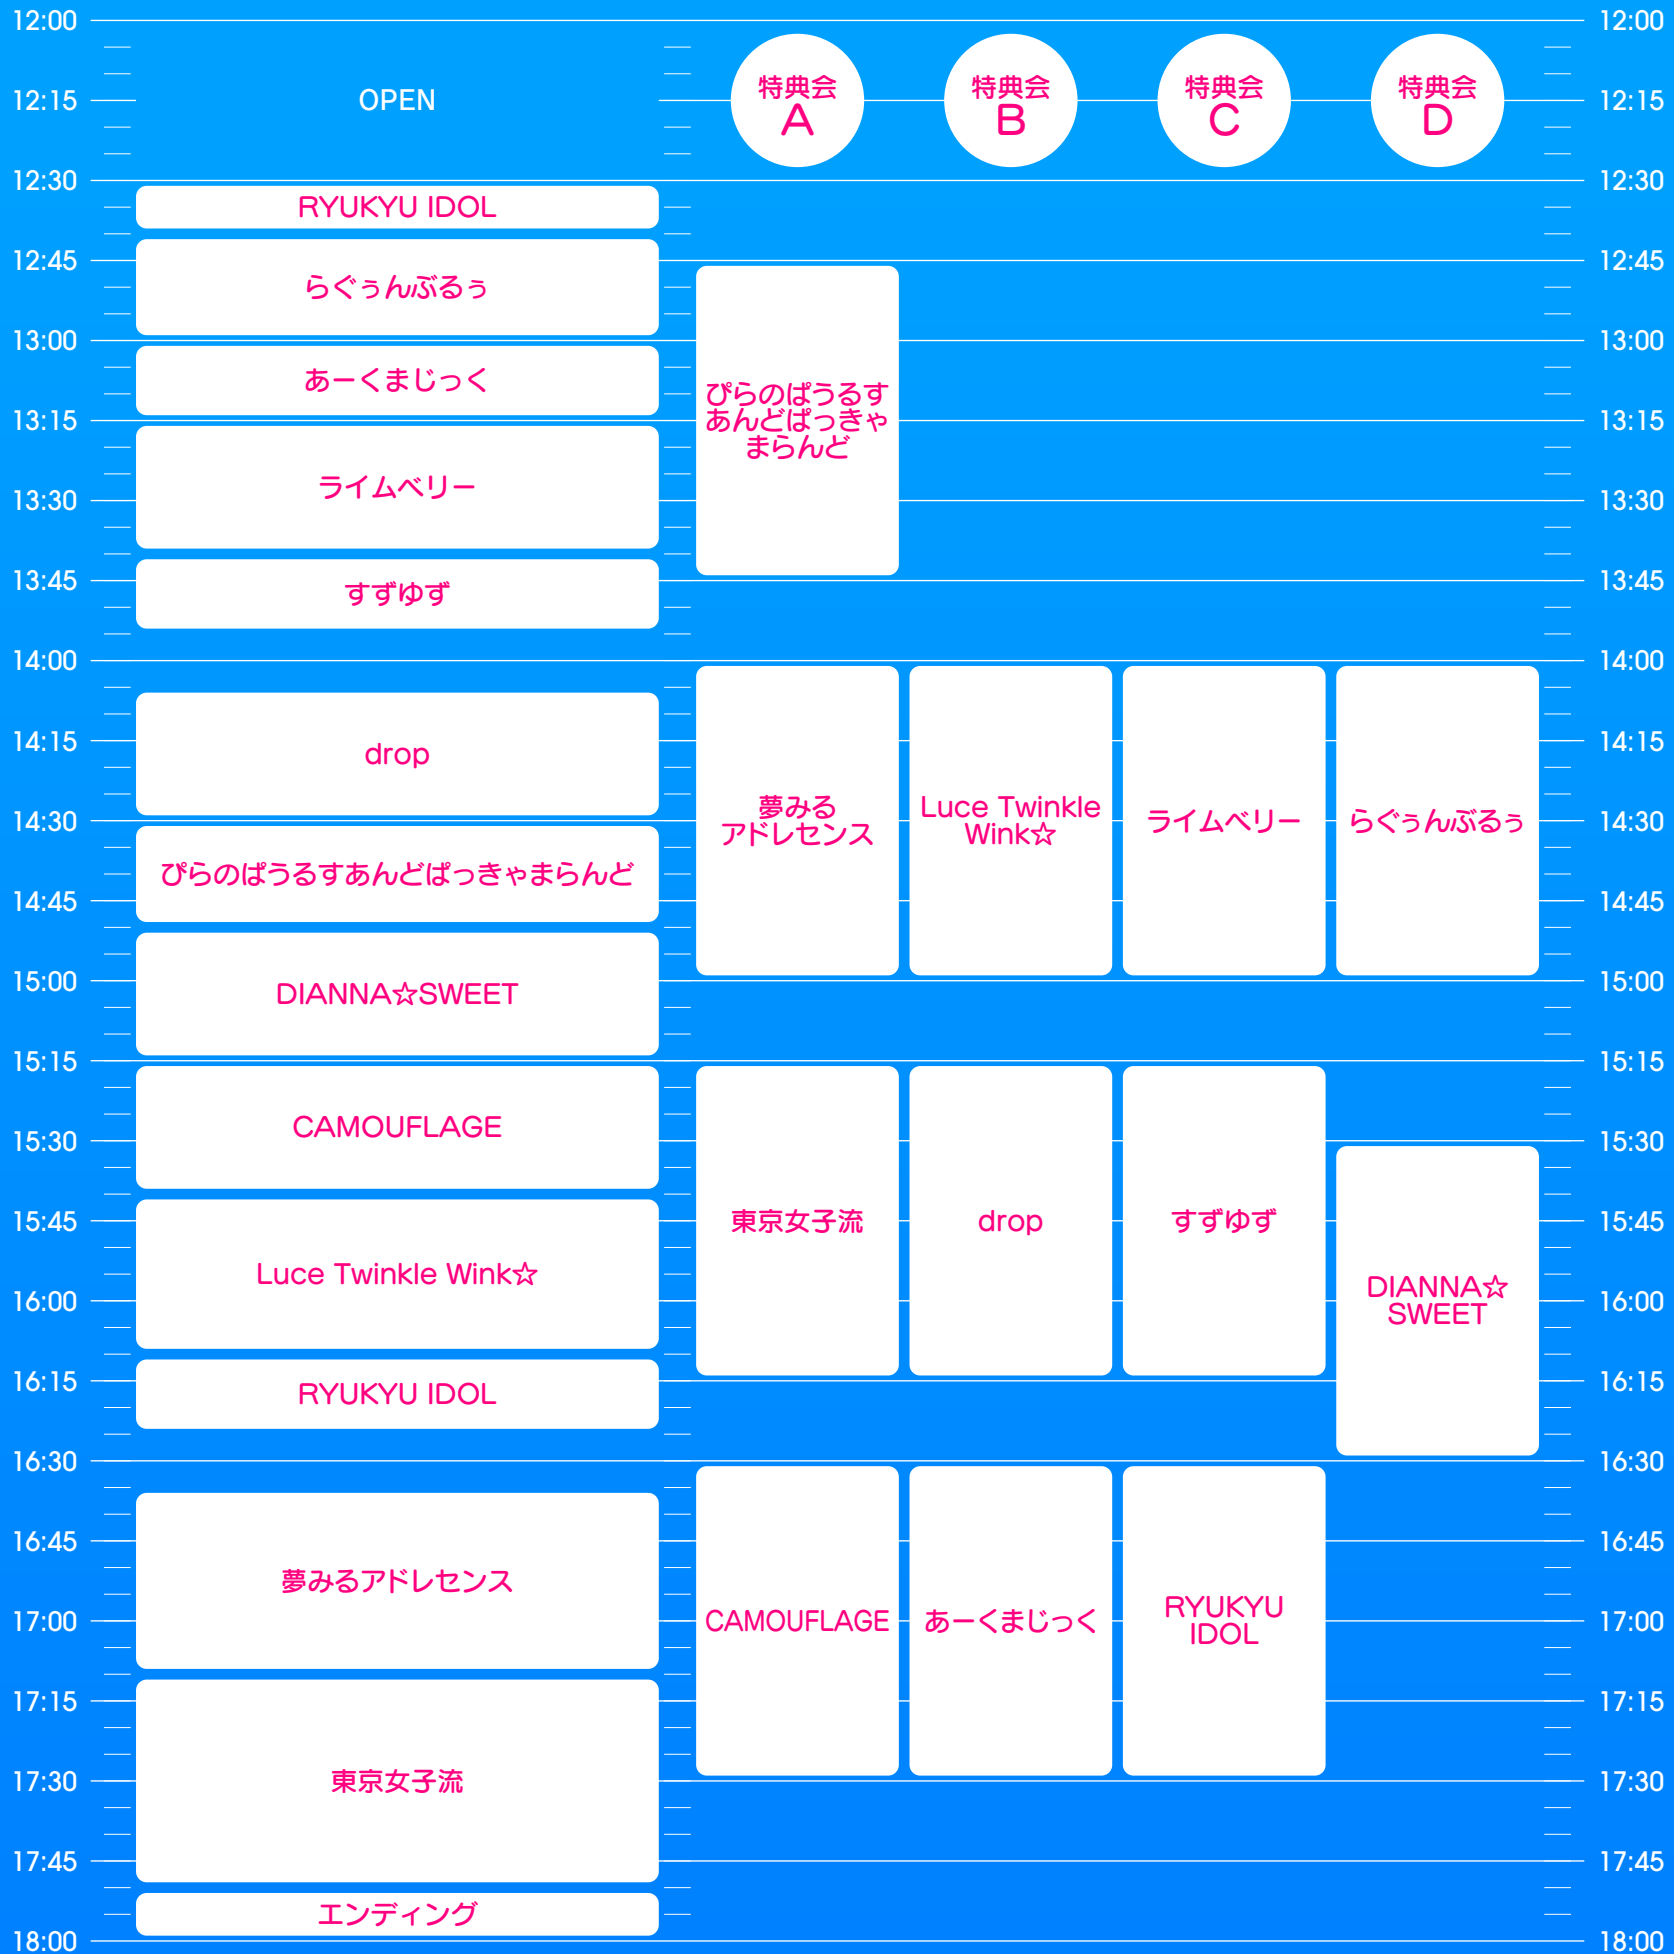 12:00
12:00
OPEN
特典会
A
特典会
B
特典会
C
特典会
D
12:15
12:15
12:30
12:30
RYUKYU IDOL
12:45
12:45
らぐぅんぶるぅ
13:00
13:00
あーくまじっく
ぴらのぱうるす
あんどぱっきゃ
まらんど
13:15
13:15
ライムベリー
13:30
13:30
13:45
13:45
すずゆず
14:00
14:00
14:15
14:15
drop
夢みる
アドレセンス
Luce Twinkle
Wink☆
ライムベリー
らぐぅんぶるぅ
14:30
14:30
ぴらのぱうるすあんどぱっきゃまらんど
14:45
14:45
15:00
15:00
DIANNA☆SWEET
15:15
15:15
CAMOUFLAGE
15:30
15:30
15:45
15:45
東京女子流
drop
すずゆず
Luce Twinkle Wink☆
DIANNA☆
SWEET
16:00
16:00
16:15
16:15
RYUKYU IDOL
16:30
16:30
16:45
16:45
夢みるアドレセンス
CAMOUFLAGE
あーくまじっく
RYUKYU
IDOL
17:00
17:00
17:15
17:15
17:30
17:30
東京女子流
17:45
17:45
エンディング
18:00
18:00